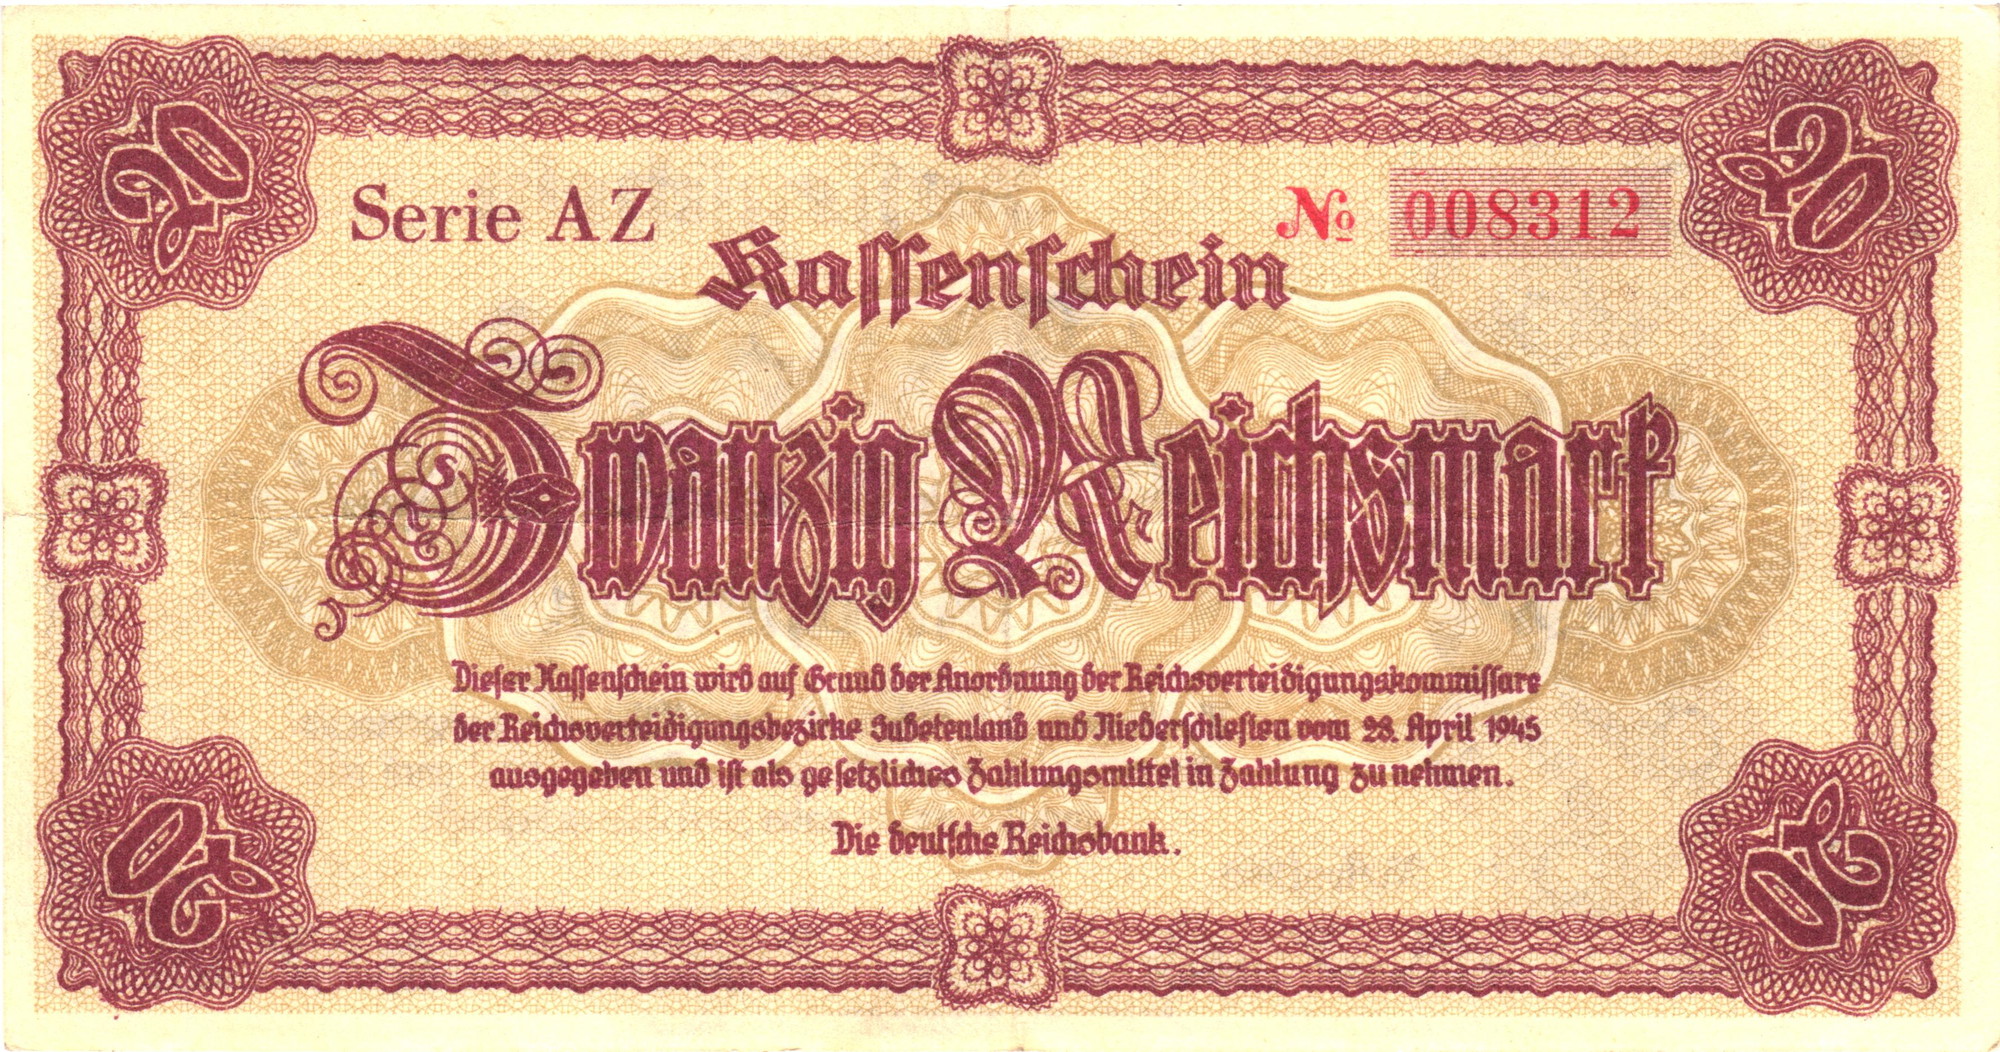 20
20
Serie AZ
№ 008312
Kassenschein
Zwanzig Reichsmark
Dieser Kassenschein wird auf Grund der Anordnung der Reichsverteidigungskommissare
der Reichsverteidigungsbezirke Sudetenland und Niederschlesien vom 28. April 1945
ausgegeben und ist als gesetzliches Zahlungsmittel in Zahlung zu nehmen.
Die deutsche Reichsbank.
20
20